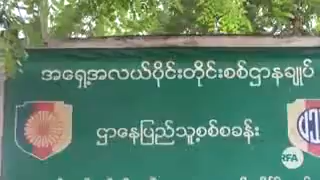 အရှေ့အလယ်ပိုင်းတိုင်းစစ်ဌာနချုပ်
ဌာနေပြည်သူ့စစ်စခန်း
RFA